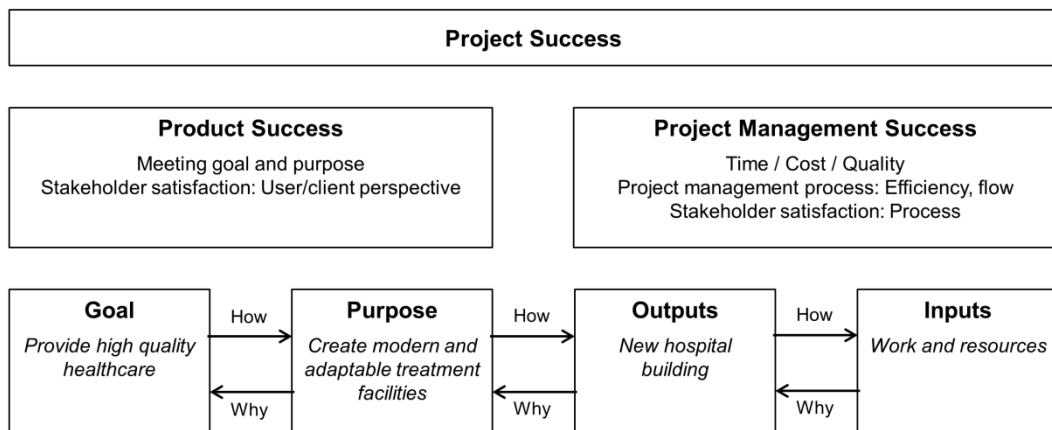 Project Success
Product Success
Meeting goal and purpose
Stakeholder satisfaction: User/client perspective
Project Management Success
Time / Cost / Quality
Project management process: Efficiency, flow
Stakeholder satisfaction: Process
Goal
Provide high quality
healthcare
How
Why
Purpose
Create modern and
adaptable treatment
facilities
How
Why
Outputs
New hospital
building
How
Why
Inputs
Work and resources